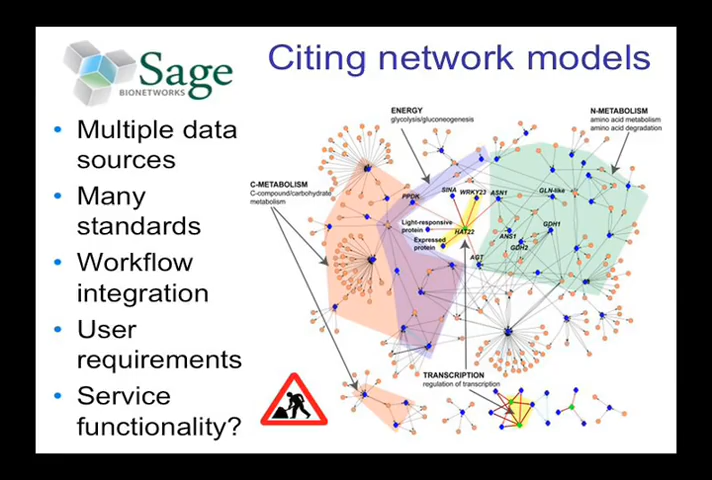 Sage
BIONETWORKS
Citing network models
• Multiple data
sources
• Many
standards
• Workflow
integration
• User
requirements
• Service
functionality?
ENERGY
glycolysis/gluconeogenesis
N-METABOLISM
amino acid metabolism
amino acid degradation
C-METABOLISM
C-compound/carbohydrate
metabolism
PPDK
SINA
WRKY23
ASN1
GLN-like
Light-responsive
protein
HAT22
Expressed
protein
ANS1
GDH1
GDH2
AGT
TRANSCRIPTION
regulation of transcription